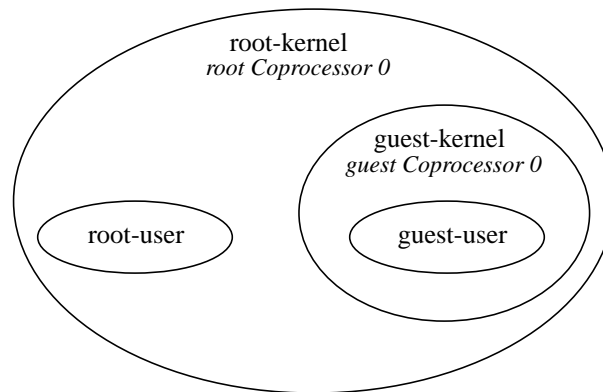 root-kernel
root Coprocessor 0
guest-kernel
guest Coprocessor 0
root-user
guest-user